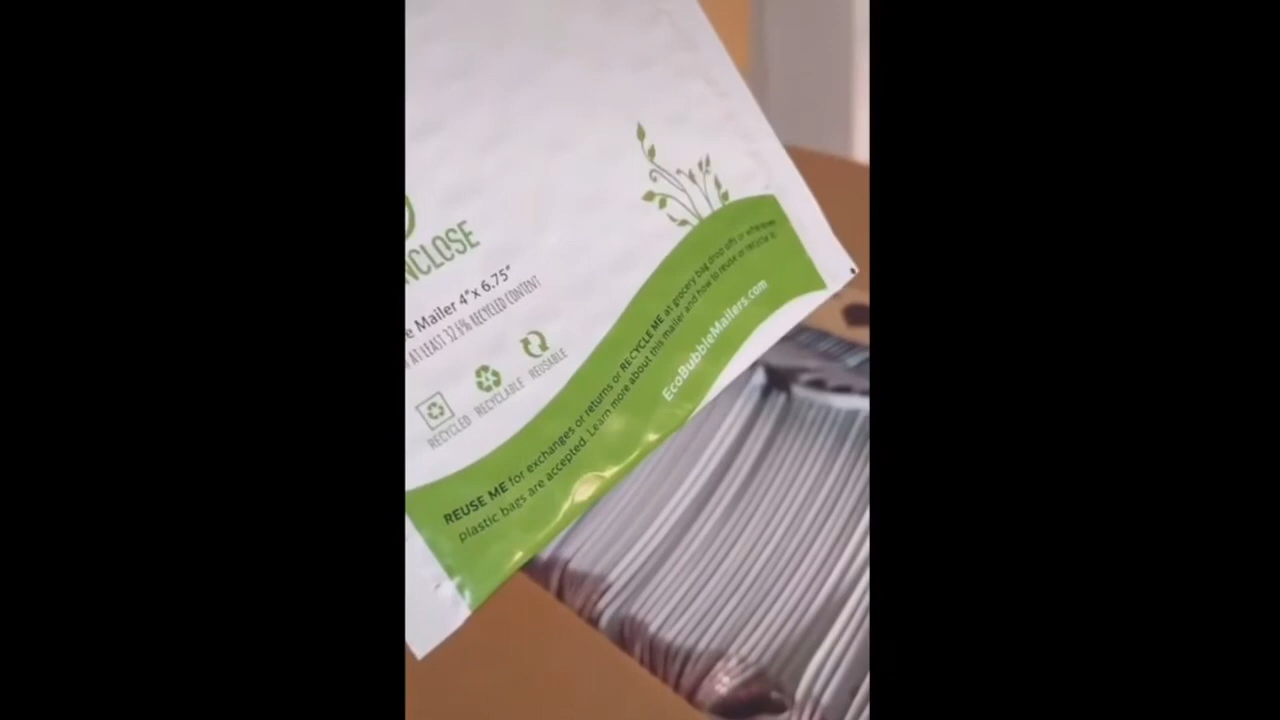 NCLOSE
e Mailer 4"x 6.75"
AT LEAST 32.6% RECYCLED CONTENT
RECYCLED RECYCLABLE REUSABLE
REUSE ME for exchanges or returns or RECYCLE ME at grocery bag drop offs or wherever
plastic bags are accepted. Learn more about this mailer and how to reuse or recycle it:
EcoBubbleMailers.com